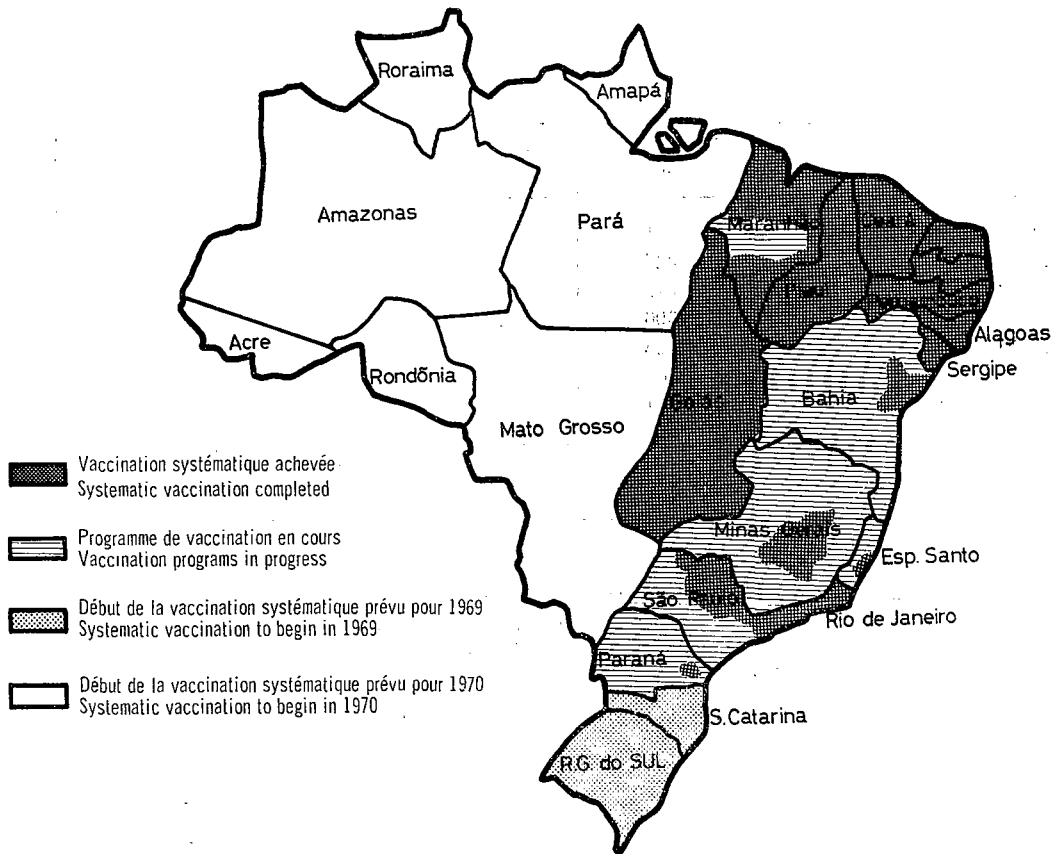 Roraima
Amapá
Amazonas
Pará
Maranhão
Ceará
Piauí
Alagoas
Sergipe
Acre
Rondônia
Goiás
Bahia
Mato Grosso
Vaccination systématique achevée
Systematic vaccination completed
Programme de vaccination en cours
Vaccination programs in progress
Minas Gerais
Esp. Santo
São Paulo
Rio de Janeiro
Début de la vaccination systématique prévu pour 1969
Systematic vaccination to begin in 1969
Paraná
Début de la vaccination systématique prévu pour 1970
Systematic vaccination to begin in 1970
S.Catarina
R.G. do SUL